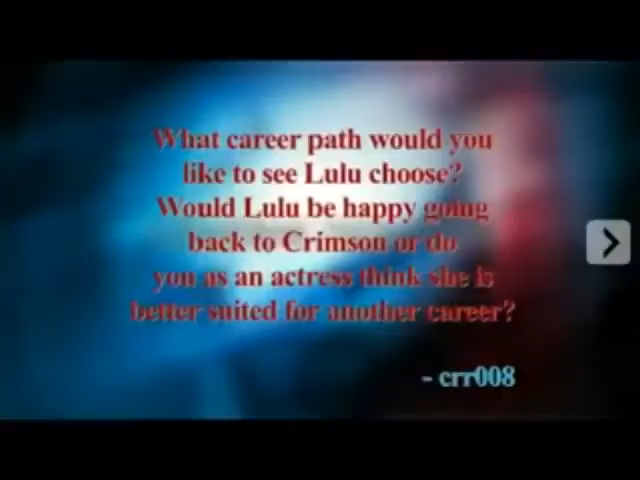 What career path would you
like to see Lulu choose?
Would Lulu be happy going
back to Crimson or do
you as an actress think she is
better suited for another career?
- crr008